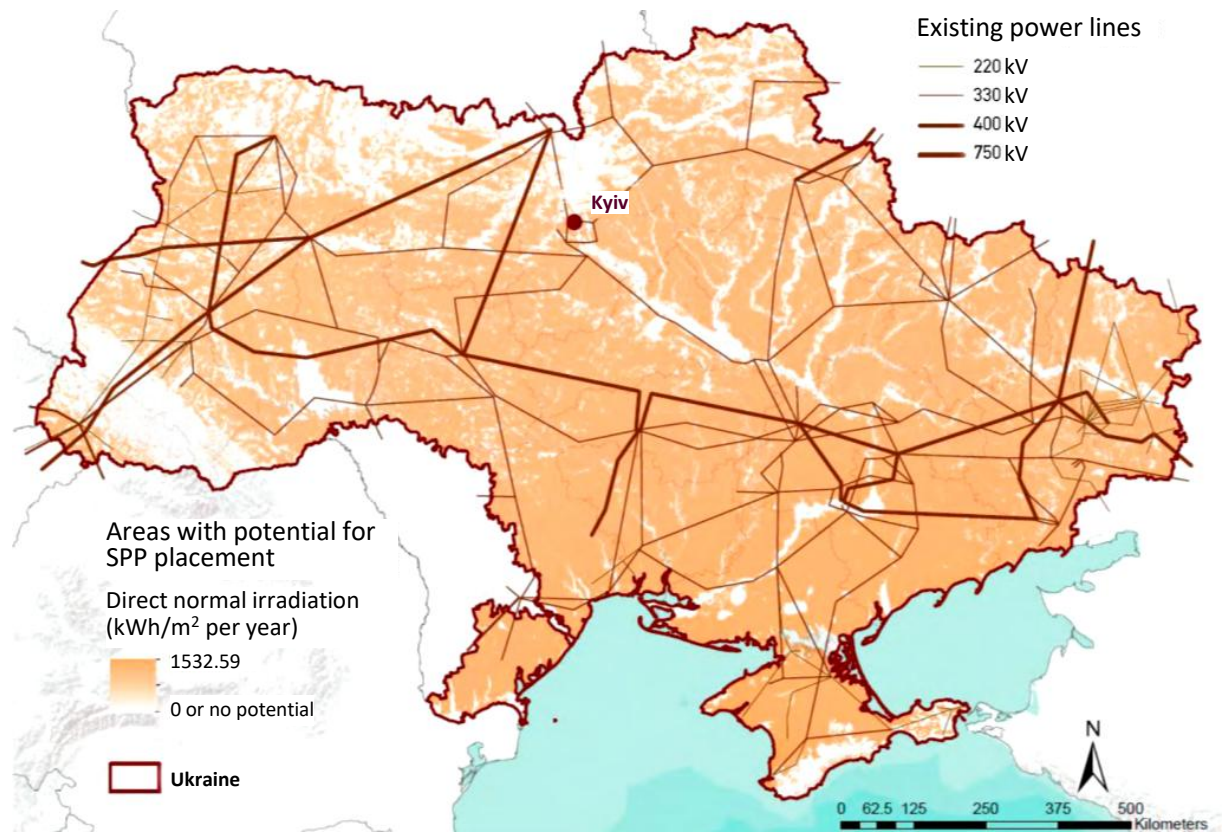 Existing power lines
220 kV
330 kV
400 kV
750 kV
Kyiv
Areas with potential for
SPP placement
Direct normal irradiation
(kWh/m² per year)
1532.59
0 or no potential
Ukraine
N
0 62.5 125 250 375 500
Kilometers